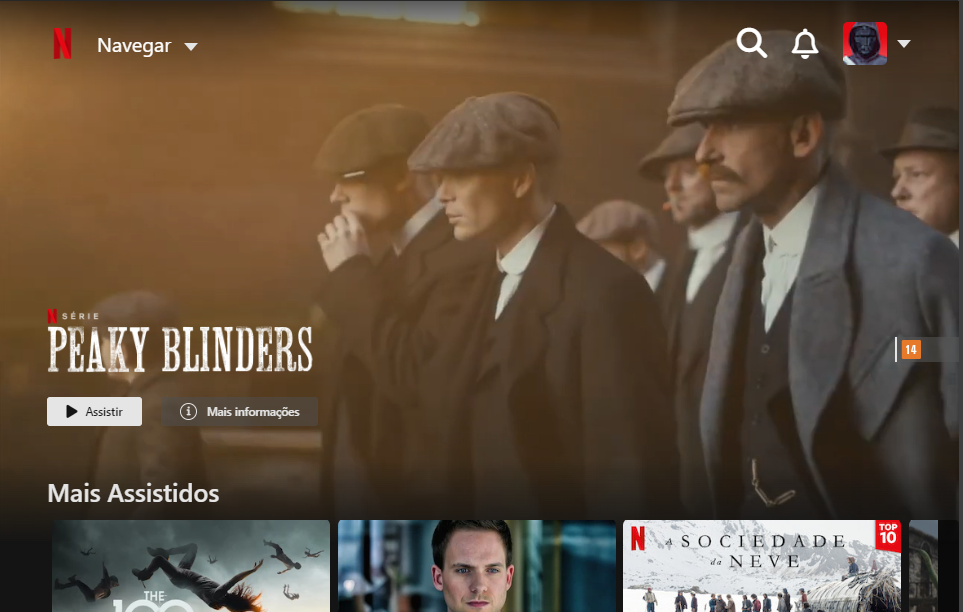 N
Navegar
N SÉRIE
PEAKY BLINDERS
14
Assistir
Mais informações
Mais Assistidos
THE
100
N
A SOCIEDADE
da NEVE
TOP
10